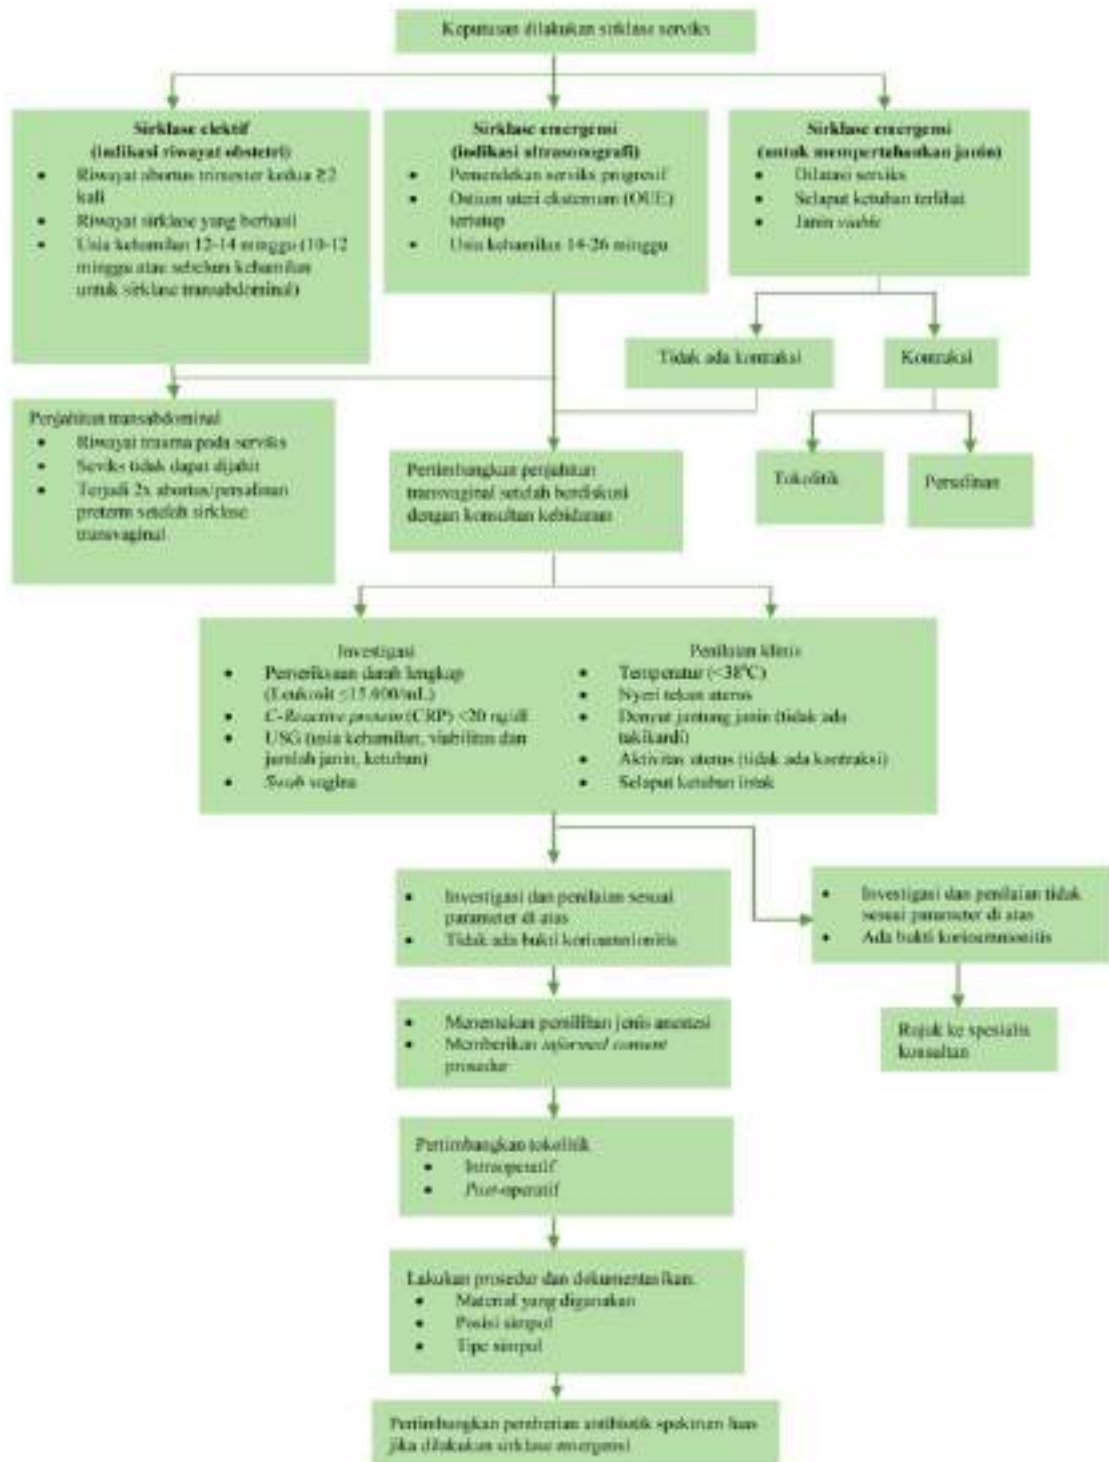 Keputusan dilakukan sirklase serviks
Sirklase elektif
(indikasi riwayat obstetri)
• Riwayat abortus trimester kedua ≥2
kali
• Riwayat sirklase yang berhasil
• Usia kehamilan 12-14 minggu (10-12
minggu atau sebelum kehamilan
untuk sirklase transabdominal)
Sirklase emergensi
(indikasi ultrasonografi)
• Pemendekan serviks progresif
• Ostium uteri eksternum (OUE)
tertutup
• Usia kehamilan 14-26 minggu
Sirklase emergensi
(untuk mempertahankan janin)
• Dilatasi serviks
• Selaput ketuban terlihat
• Janin viable
Tidak ada kontraksi
Kontraksi
Penjahitan transabdominal
• Riwayat trauma pada serviks
• Seviks tidak dapat dijahit
• Terjadi 2x abortus/persalinan
preterm setelah sirklase
transvaginal
Pertimbangkan penjahitan
transvaginal setelah berdiskusi
dengan konsultan kebidanan
Tokolitik
Persalinan
Investigasi
• Pemeriksaan darah lengkap
(Leukosit ≤15.000/mL)
• C-Reactive protein (CRP) <20
• USG (usia kehamilan, viabilitas dan
jumlah janin, ketuban)
• Swab vagina
Penilaian klinis
• Temperatur (<38°C)
• Nyeri tekan uterus
• Denyut jantung janin (tidak ada
takikardi)
• Aktivitas uterus (tidak ada kontraksi)
• Selaput ketuban intak
• Investigasi dan penilaian sesuai
parameter di atas
• Tidak ada bukti korioamnionitis
• Investigasi dan penilaian tidak
sesuai parameter di atas
• Ada bukti
• Menentukan pemilihan jenis anestesi
• Memberikan informed consent
prosedur
Rujuk ke spesialis
konsultan
Pertimbangkan tokolitik
• Intraoperatif
• Post-operatif
Lakukan prosedur dan dokumentasikan:
• Material yang digunakan
• Posisi simpul
• Tipe simpul
Pertimbangkan pemberian antibiotik spektrum luas
jika dilakukan sirklase emergensi